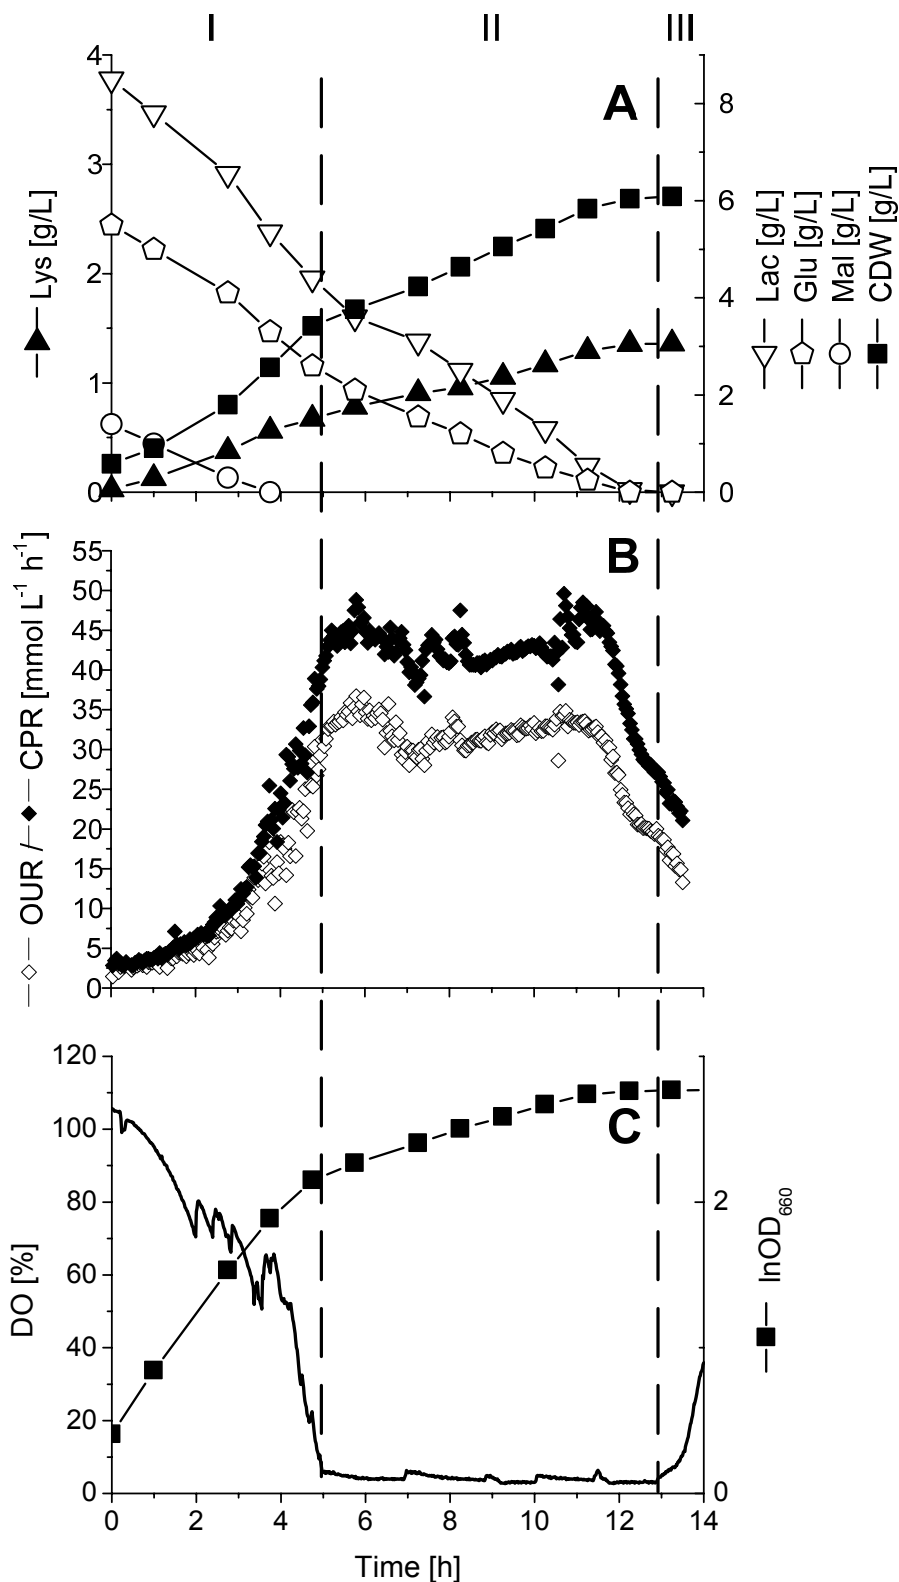 I II III
A
4
3
2
1
0
Lys [g/L]
8
6
4
2
0
Lac [g/L]
Glu [g/L]
Mal [g/L]
CDW [g/L]
B
55
50
45
40
35
30
25
20
15
10
5
0
OUR / CPR [mmol L⁻¹ h⁻¹]
C
120
100
80
60
40
20
0
DO [%]
2
0
lnOD₆₆₀
0 2 4 6 8 10 12 14
Time [h]